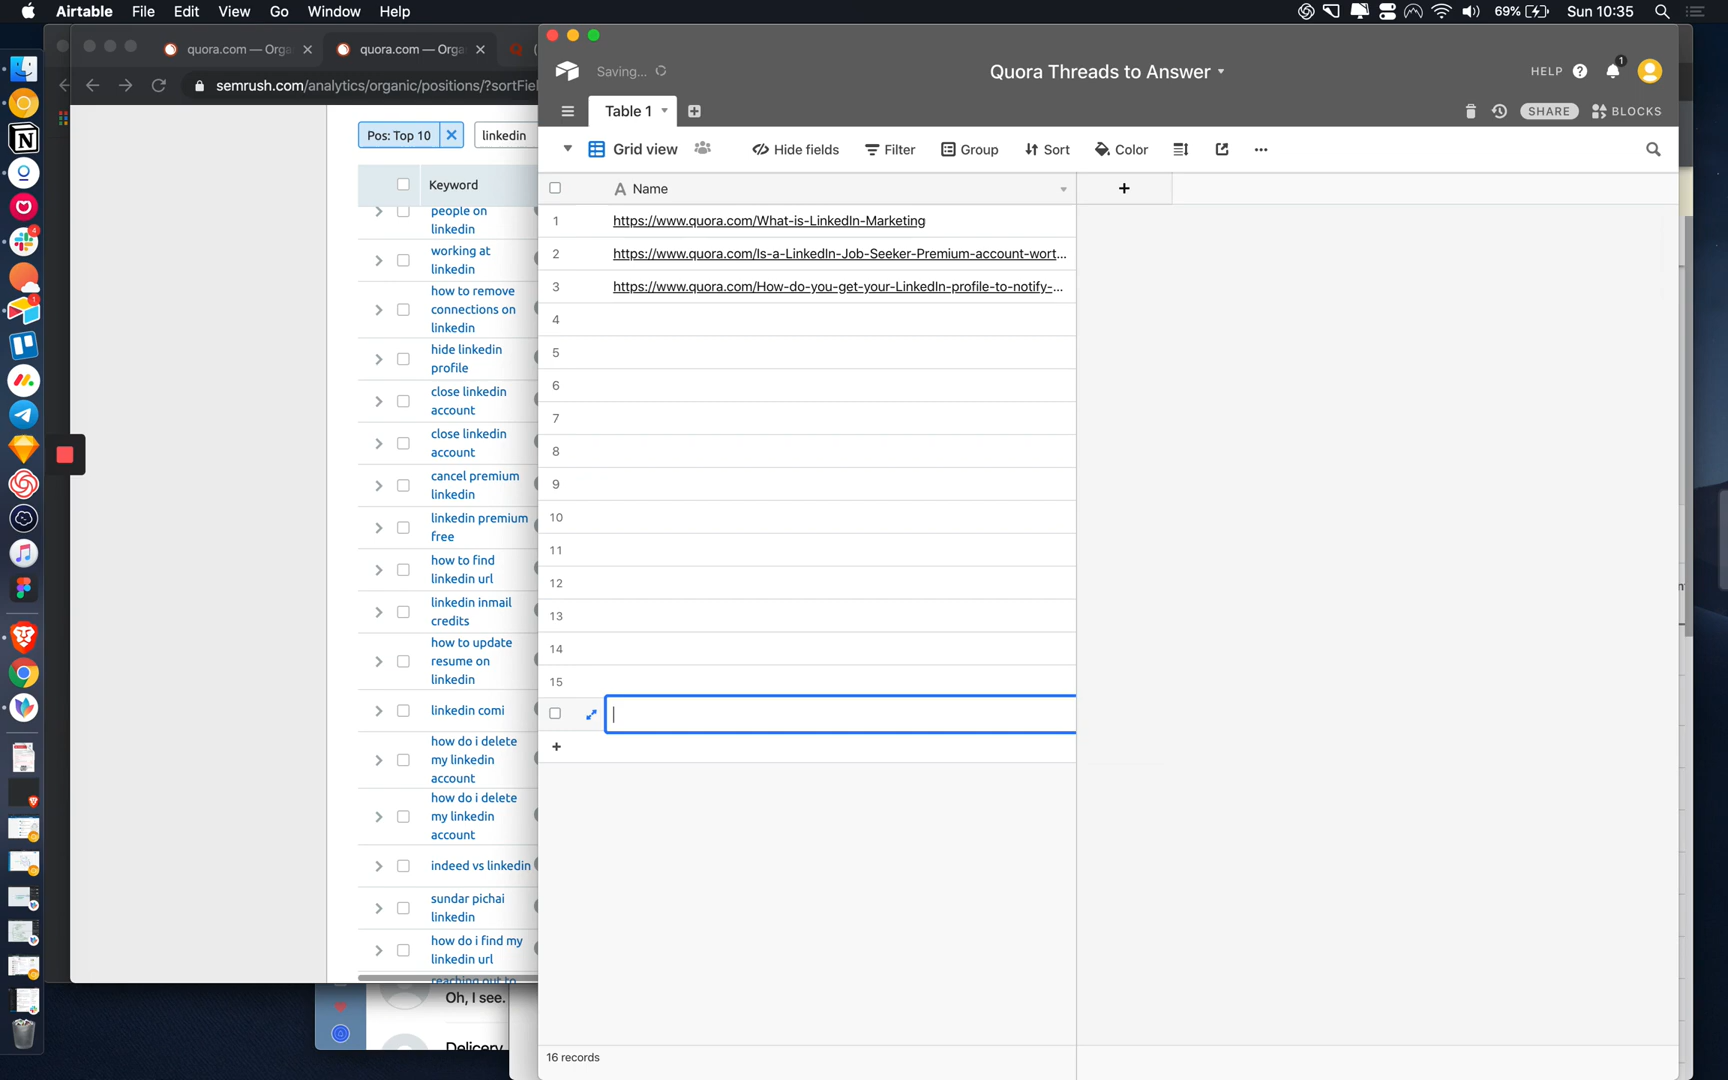 Airtable File Edit View Go Window Help
69% Sun 10:35
quora.com — Orga
quora.com — Orga
semrush.com/analytics/organic/positions/?sortFiel
Pos: Top 10
linkedin
Keyword
people on
linkedin
working at
linkedin
how to remove
connections on
linkedin
hide linkedin
profile
close linkedin
account
close linkedin
account
cancel premium
linkedin
linkedin premium
free
how to find
linkedin url
linkedin inmail
credits
how to update
resume on
linkedin
linkedin comi
how do i delete
my linkedin
account
how do i delete
my linkedin
account
indeed vs linkedin
sundar pichai
linkedin
how do i find my
linkedin url
reaching out to
Oh, I see.
Delicery
Saving...
Quora Threads to Answer
HELP
1
Table 1
SHARE
BLOCKS
Grid view
Hide fields
Filter
Group
Sort
Color
Name
1 https://www.quora.com/What-is-LinkedIn-Marketing
2 https://www.quora.com/Is-a-LinkedIn-Job-Seeker-Premium-account-wort...
3 https://www.quora.com/How-do-you-get-your-LinkedIn-profile-to-notify-...
4
5
6
7
8
9
10
11
12
13
14
15
16 records